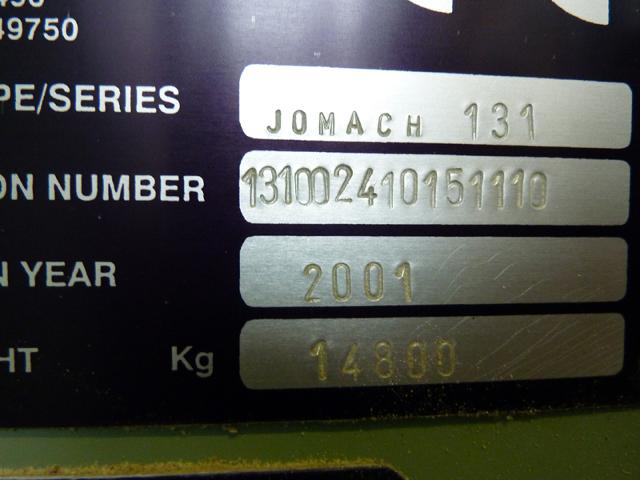 49750
PE/SERIES JOMACH 131
ON NUMBER 131002410151110
N YEAR 2001
HT Kg 14800